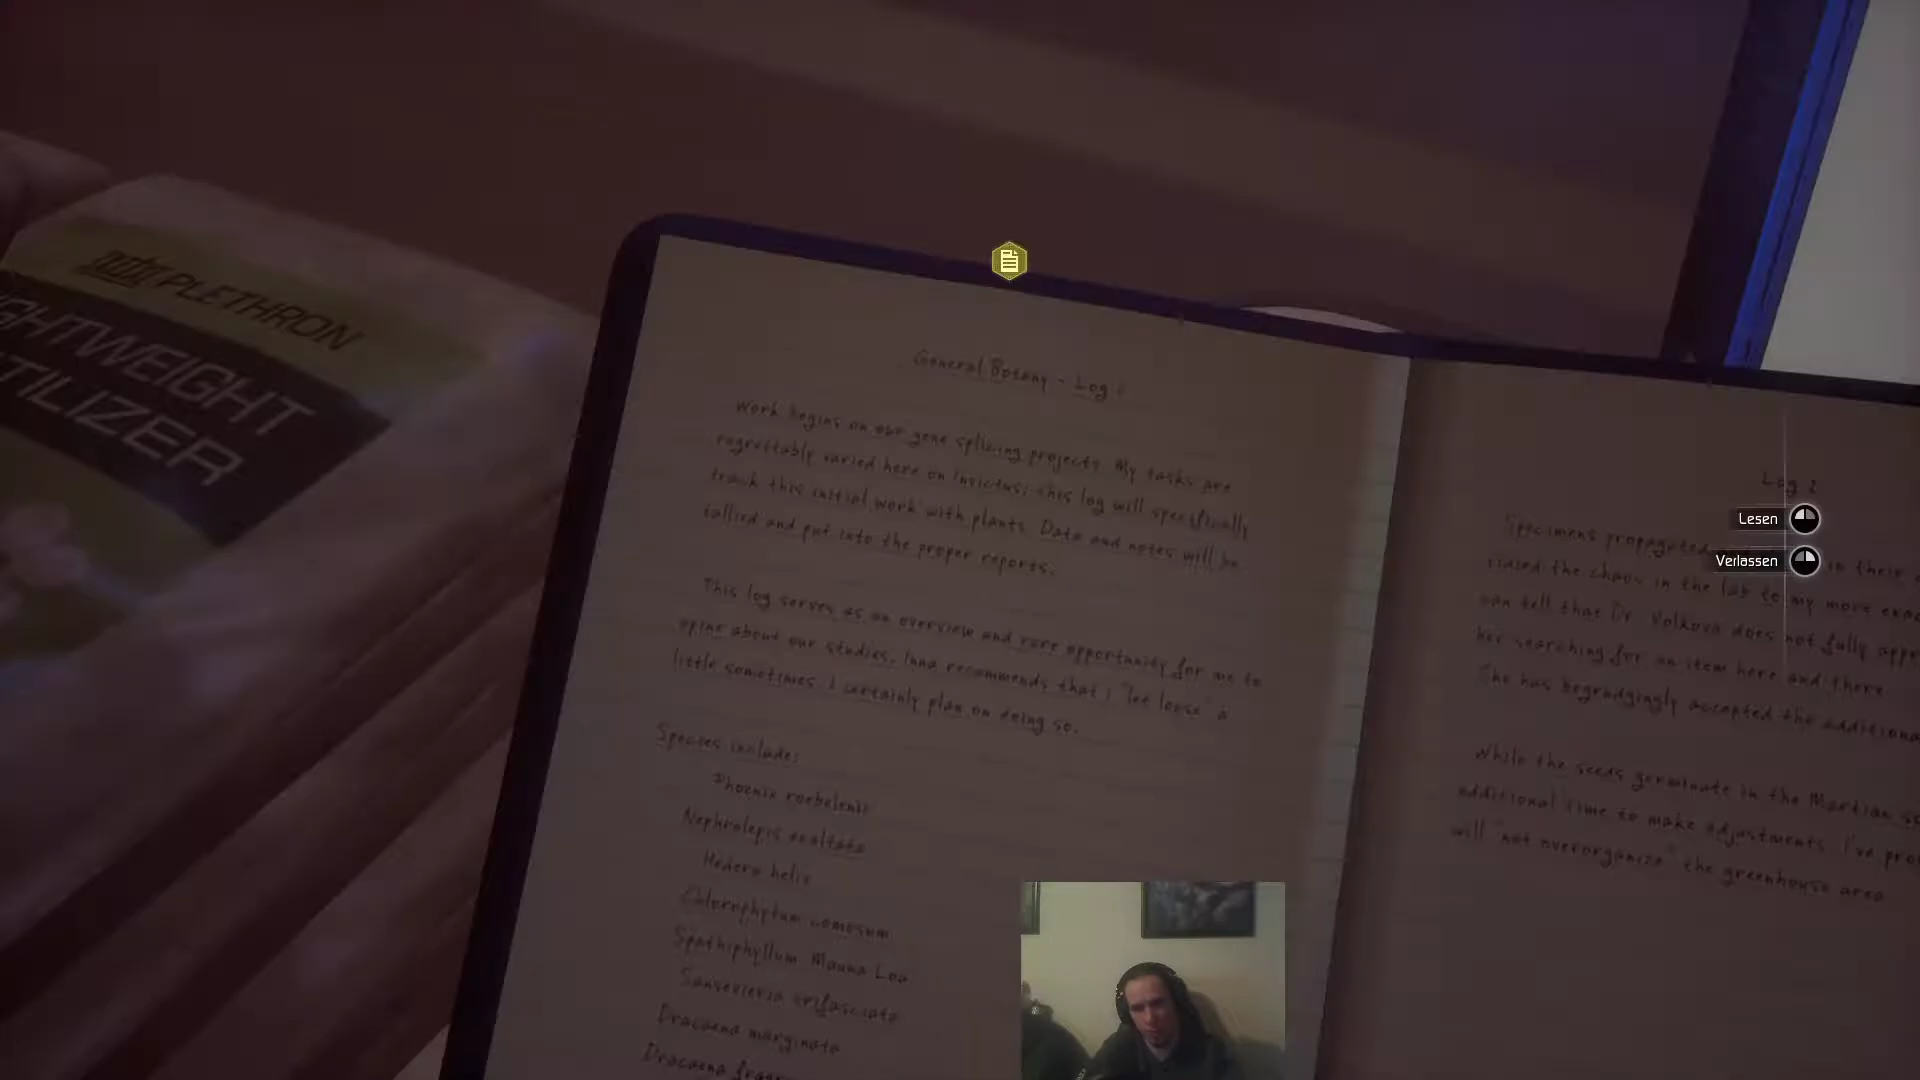 PLETHRON
GHTWEIGHT
TILIZER
General Botany - Log 1
Work begins on our gene splicing projects. My tasks are
regrettably varied here on Invictus; this log will specifically
track this initial work with plants. Data and notes will be
tallied and put into the proper reports.
This log serves as an overview and rare opportunity for me to
opine about our studies. Inna recommends that I "let loose" a
little sometimes. I certainly plan on doing so.
Species include:
Phoenix roebelenii
Nephrolepis exaltata
Hedera helix
Chlorophytum comosum
Spathiphyllum Mauna Loa
Sansevieria trifasciata
Dracaena marginata
Dracaena
Log 2
Specimens propagated in their
the chaos in the lab to my more
can tell that Dr. Volkova does not fully
her searching for an item here and there
She has begrudgingly accepted the
While the seeds germinate in the Martian
additional time to make adjustments. I've
will "not overorganize" the greenhouse area
Lesen
Verlassen